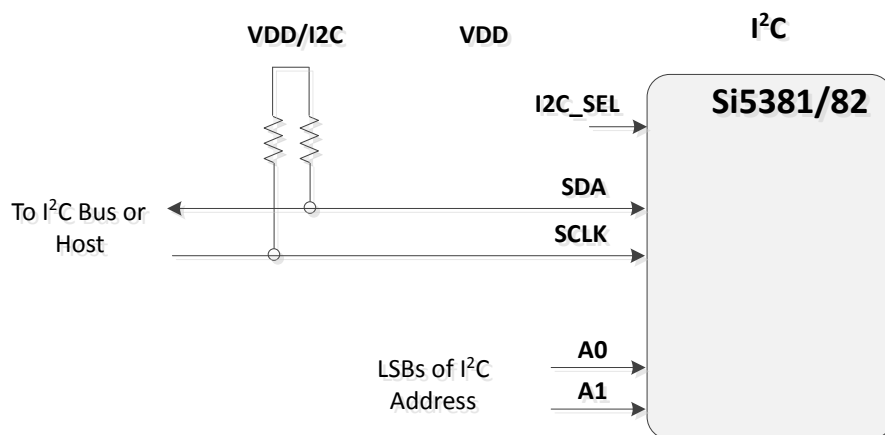 VDD/I2C
VDD
I²C
Si5381/82
I2C_SEL
SDA
To I²C Bus or
Host
SCLK
A0
LSBs of I²C
Address
A1